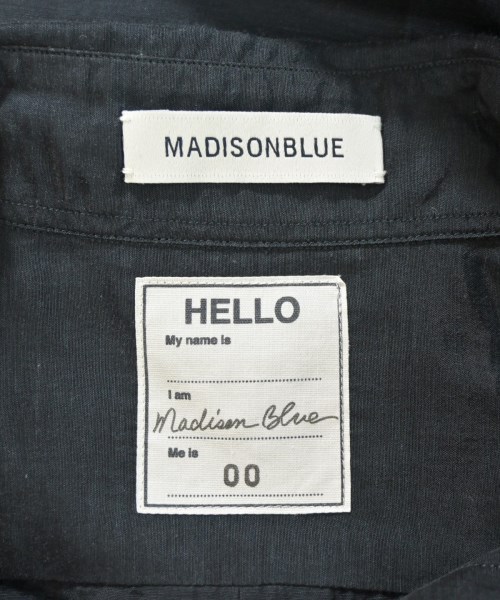 MADISONBLUE
HELLO
My name is
I am
Madison Blue
Me is
00